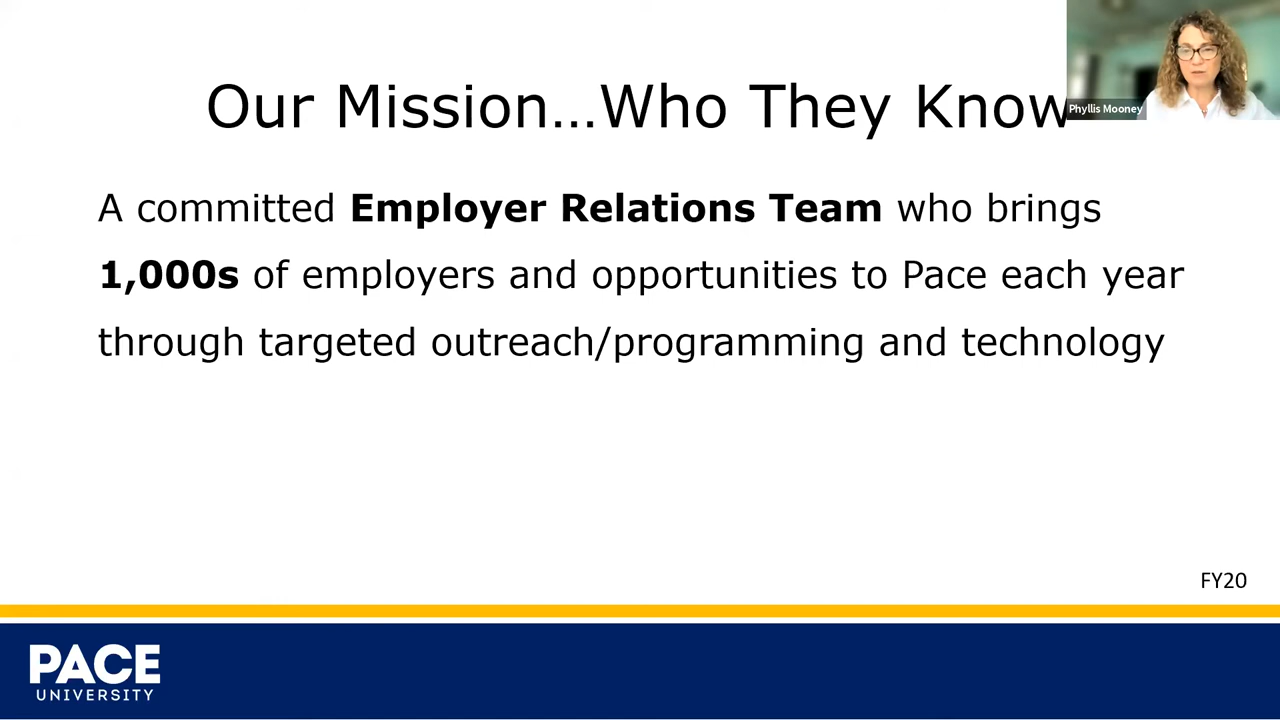 Our Mission...Who They Know
Phyllis Mooney
A committed Employer Relations Team who brings
1,000s of employers and opportunities to Pace each year
through targeted outreach/programming and technology
FY20
PACE
UNIVERSITY